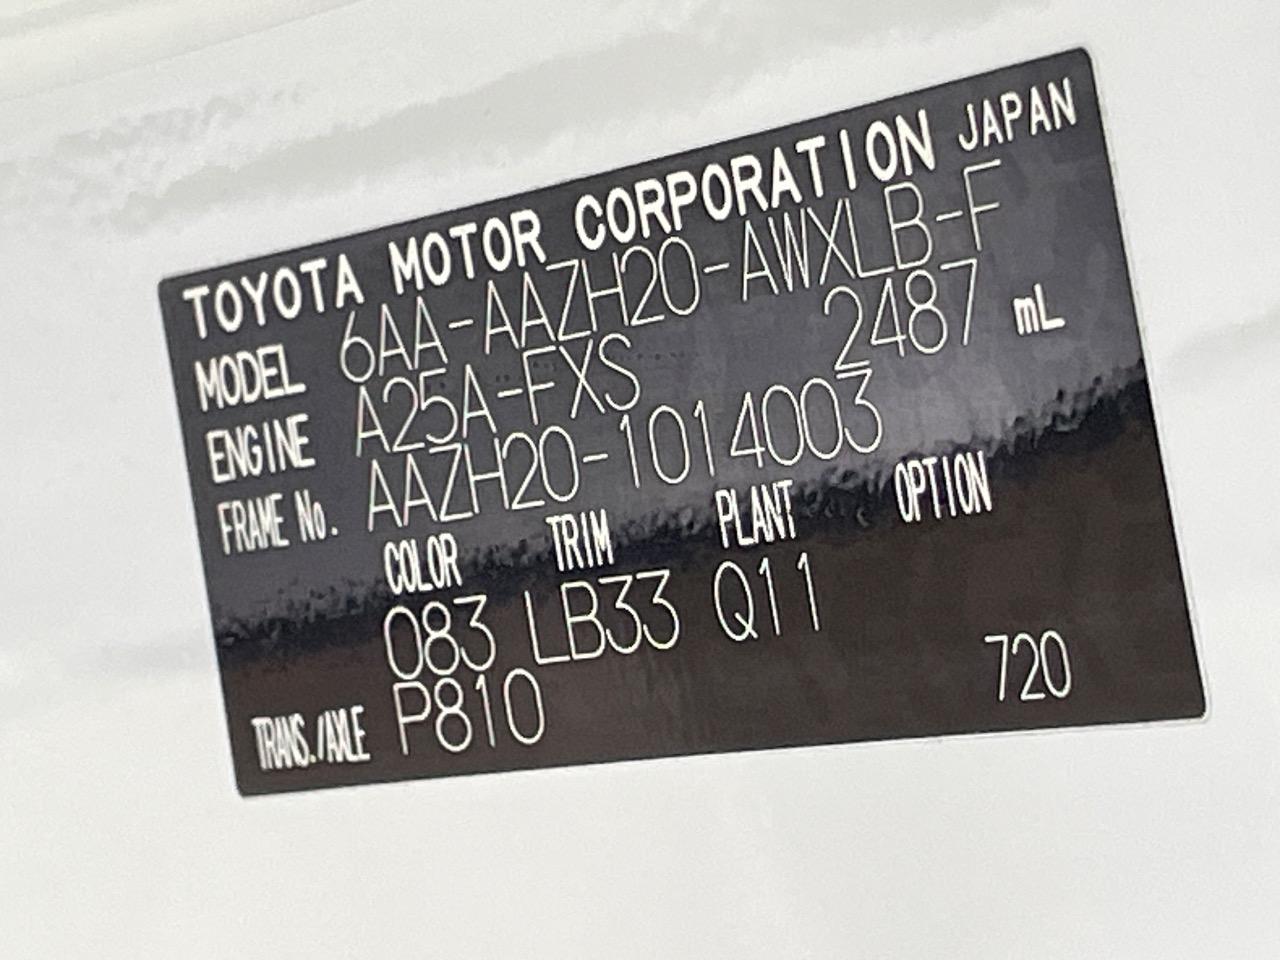 TOYOTA MOTOR CORPORATION JAPAN
MODEL 6AA-AAZH20-AWXLB-F
ENGINE A25A-FXS 2487 mL
FRAME No. AAZH20-1014003
COLOR TRIM PLANT OPTION
083 LB33 Q11
TRANS./AXLE P810 720